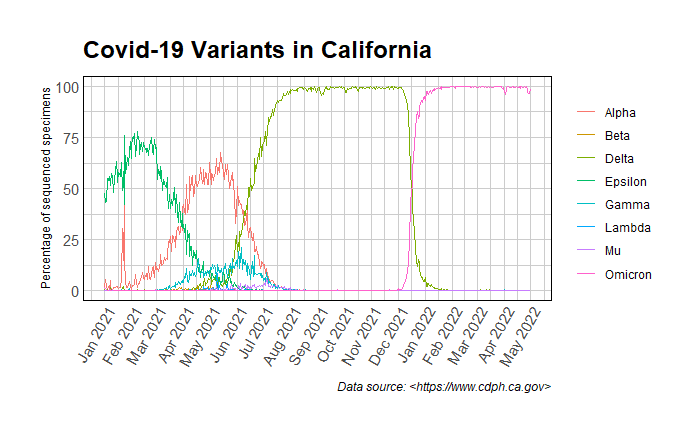 Covid-19 Variants in California
Percentage of sequenced specimens
100
75
50
25
0
Jan 2021
Feb 2021
Mar 2021
Apr 2021
May 2021
Jun 2021
Jul 2021
Aug 2021
Sep 2021
Oct 2021
Nov 2021
Dec 2021
Jan 2022
Feb 2022
Mar 2022
Apr 2022
May 2022
Alpha
Beta
Delta
Epsilon
Gamma
Lambda
Mu
Omicron
Data source: <https://www.cdph.ca.gov>